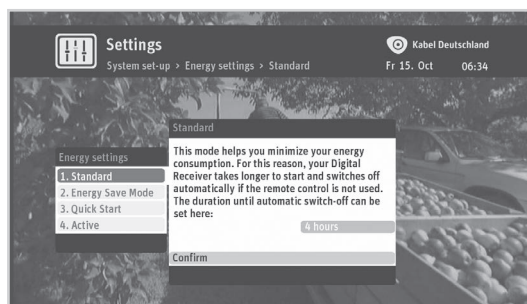 Settings
Kabel Deutschland
System set-up > Energy settings > Standard
Fr 15. Oct 06:34
Energy settings
1. Standard
2. Energy Save Mode
3. Quick Start
4. Active
Standard
This mode helps you minimize your energy
consumption. For this reason, your Digital
Receiver takes longer to start and switches off
automatically if the remote control is not used.
The duration until automatic switch-off can be
set here:
4 hours
Confirm